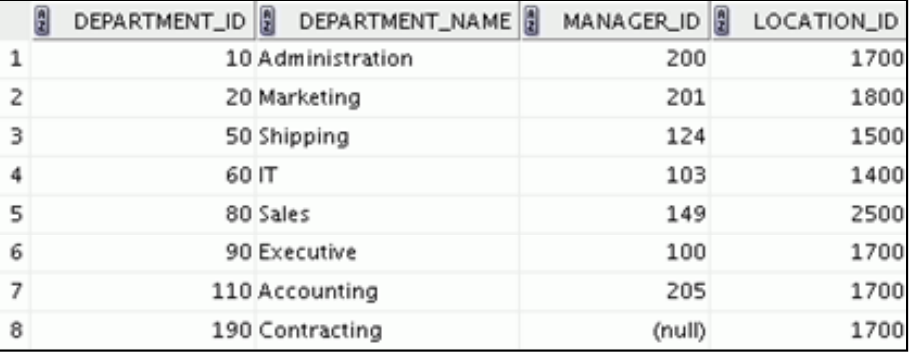 DEPARTMENT_ID DEPARTMENT_NAME MANAGER_ID LOCATION_ID
1 10 Administration 200 1700
2 20 Marketing 201 1800
3 50 Shipping 124 1500
4 60 IT 103 1400
5 80 Sales 149 2500
6 90 Executive 100 1700
7 110 Accounting 205 1700
8 190 Contracting (null) 1700